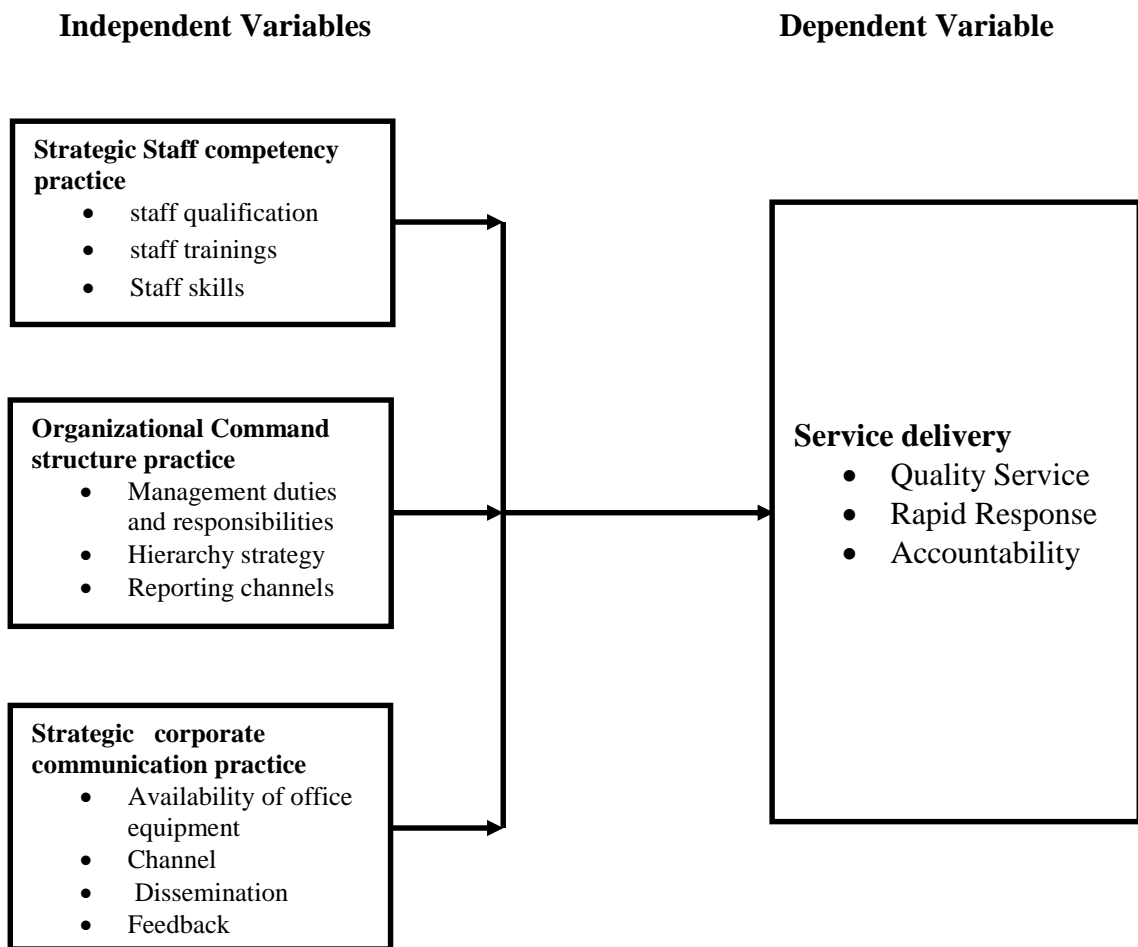 Independent Variables
Dependent Variable
Strategic Staff competency
practice
• staff qualification
• staff trainings
• Staff skills
Organizational Command
structure practice
• Management duties
and responsibilities
• Hierarchy strategy
• Reporting channels
Strategic corporate
communication practice
• Availability of office
equipment
• Channel
• Dissemination
• Feedback
Service delivery
• Quality Service
• Rapid Response
• Accountability